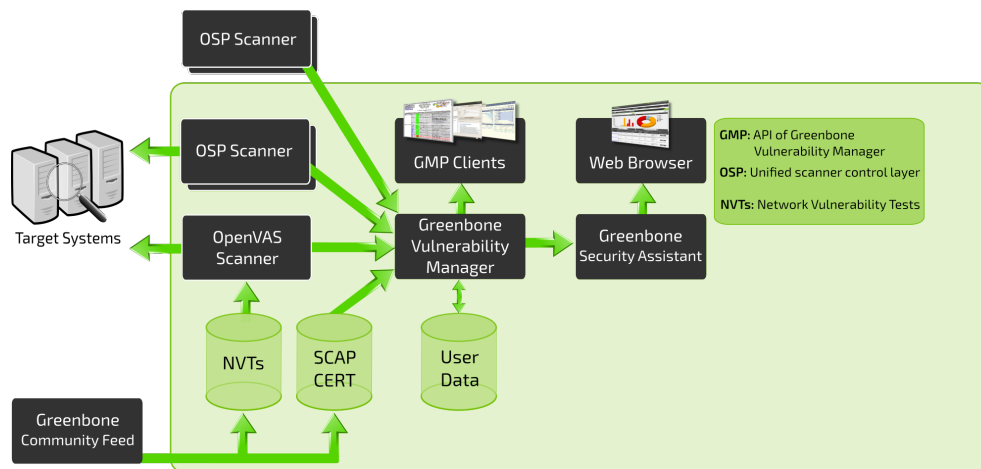 OSP Scanner
OSP Scanner
GMP Clients
Web Browser
GMP: API of Greenbone
Vulnerability Manager
OSP: Unified scanner control layer
NVTs: Network Vulnerability Tests
Target Systems
OpenVAS
Scanner
Greenbone
Vulnerability
Manager
Greenbone
Security Assistant
NVTs
SCAP
CERT
User
Data
Greenbone
Community Feed